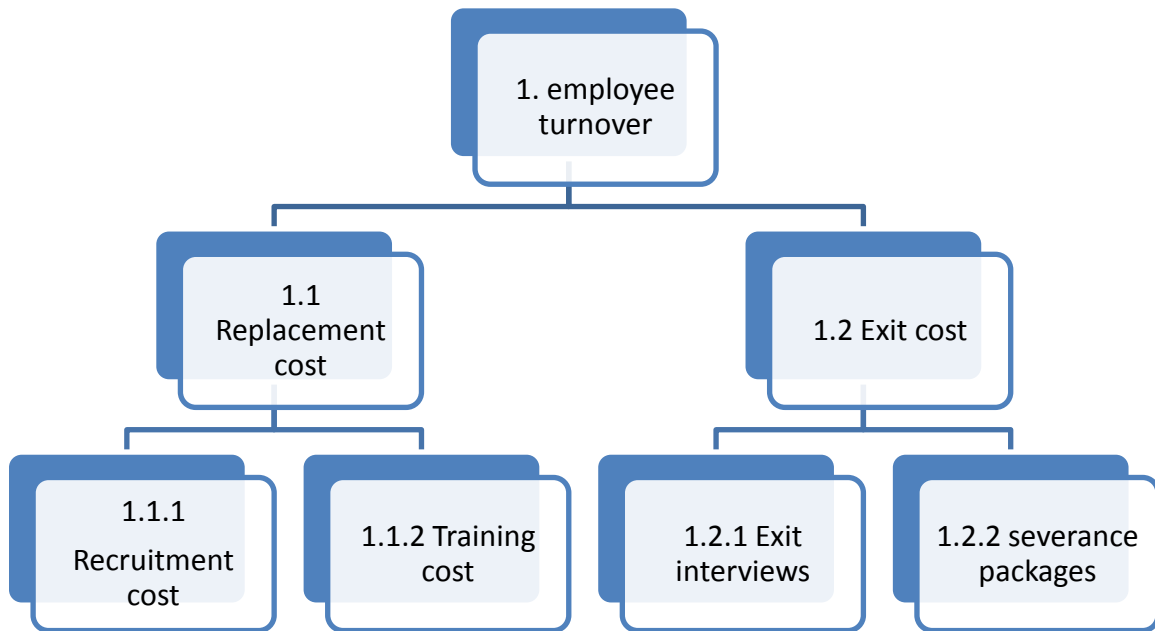 1. employee
turnover
1.1
Replacement
cost
1.2 Exit cost
1.1.1
Recruitment
cost
1.1.2 Training
cost
1.2.1 Exit
interviews
1.2.2 severance
packages